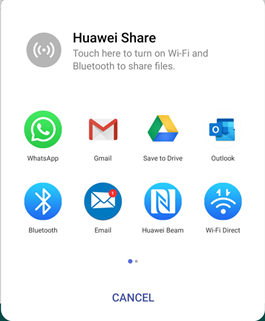 Huawei Share
Touch here to turn on Wi-Fi and
Bluetooth to share files.
WhatsApp Gmail Save to Drive Outlook
Bluetooth Email Huawei Beam Wi-Fi Direct
CANCEL